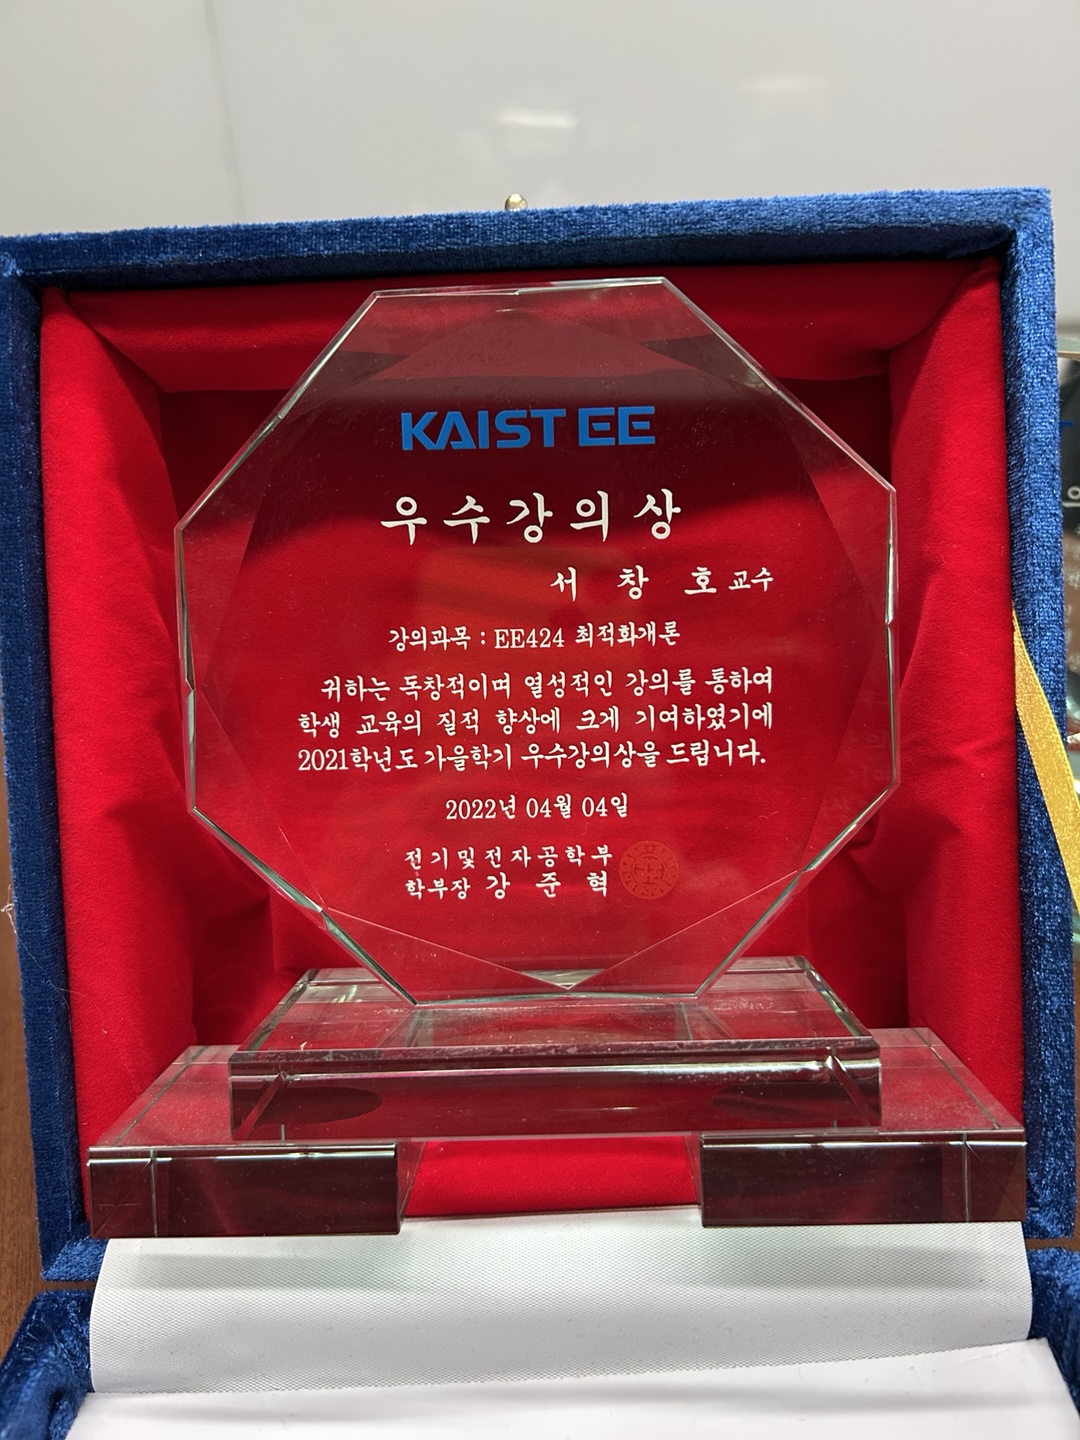 KAIST EE
우수강의상
서 창 호 교수
강의과목 : EE424 최적화개론
귀하는 독창적이며 열성적인 강의를 통하여
학생 교육의 질적 향상에 크게 기여하였기에
2021학년도 가을학기 우수강의상을 드립니다.
2022년 04월 04일
전기및전자공학부
학부장 강 준 혁